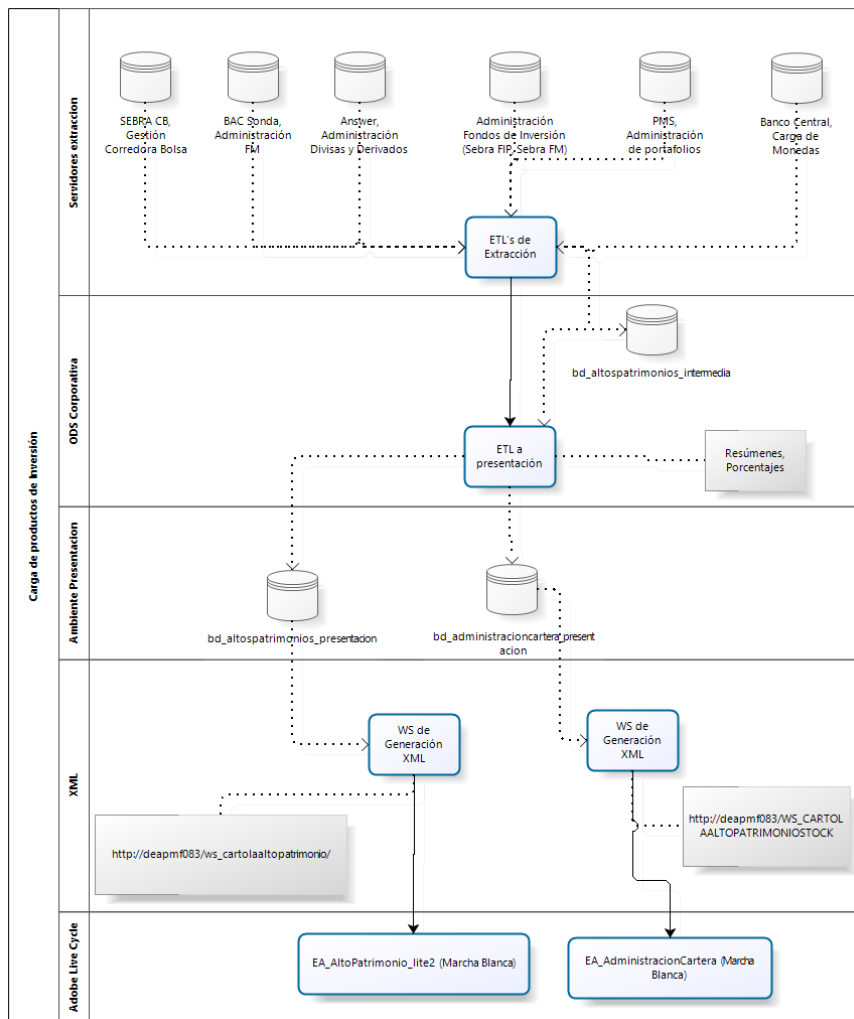 Carga de productos de Inversión
Servidores extraccion
SEBRA CB,
Gestión
Corredora Bolsa
BAC Sonda,
Administración
FM
Answer,
Administración
Divisas y Derivados
Administración
Fondos de Inversión
(Sebra FIP, Sebra FM)
PMS,
Administración
de portafolios
Banco Central,
Carga de
Monedas
ETL's de
Extracción
ODS Corporativa
bd_altospatrimonios_intermedia
ETL a
presentación
Resúmenes,
Porcentajes
Ambiente Presentacion
bd_altospatrimonios_presentacion
bd_administracioncartera_present
acion
XML
WS de
Generación
XML
WS de
Generación
XML
http://deapmf083/ws_cartolaaltopatrimonio/
http://deapmf083/WS_CARTOL
AALTOPATRIMONIOSTOCK
Adobe Live Cycle
EA_AltoPatrimonio_lite2 (Marcha Blanca)
EA_AdministracionCartera (Marcha
Blanca)